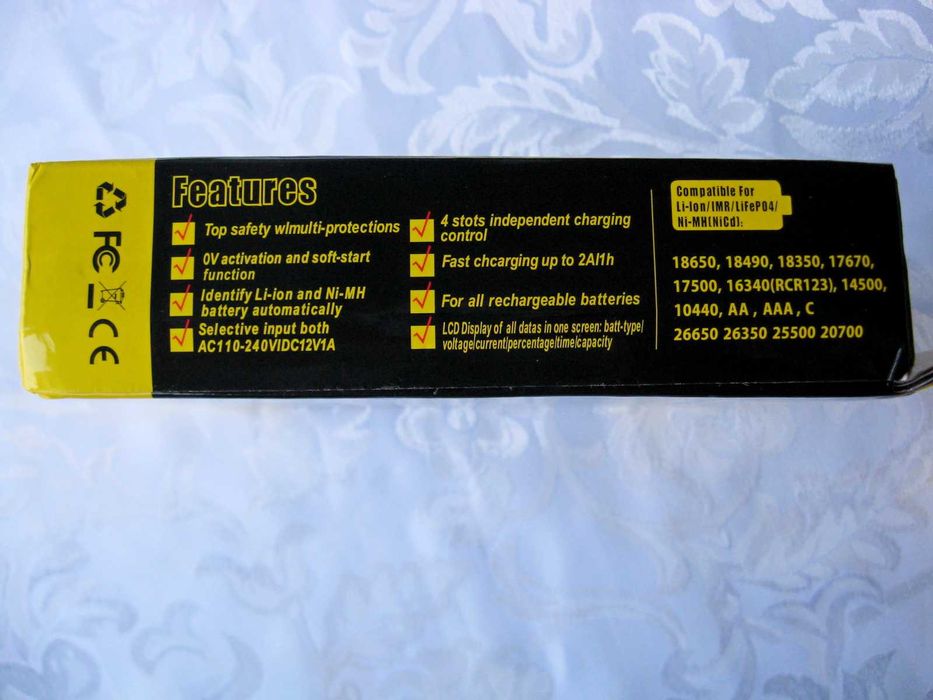 Features
Top safety wlmulti-protections
0V activation and soft-start
function
Identify Li-ion and Ni-MH
battery automatically
Selective input both
AC110-240VIDC12V1A
4 stots independent charging
control
Fast chcarging up to 2AI1h
For all rechargeable batteries
LCD Display of all datas in one screen: batt-type/
voltage/current/percentage/time/capacity
Compatible For
Li-Ion/IMR/LiFePO4/
Ni-MH(NiCd):
18650, 18490, 18350, 17670,
17500, 16340(RCR123), 14500,
10440, AA , AAA , C
26650 26350 25500 20700
FC
CE